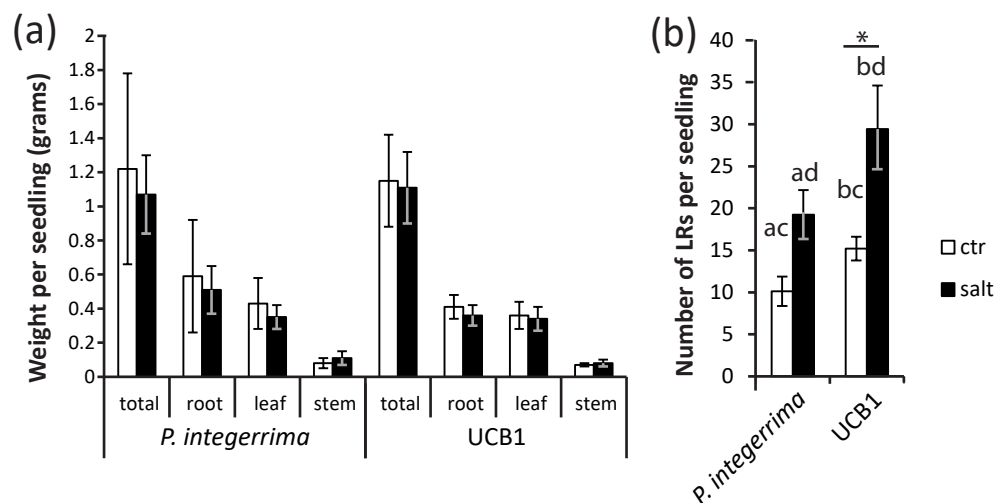 (a)
Weight per seedling (grams)
2
1.8
1.6
1.4
1.2
1
0.8
0.6
0.4
0.2
0
total root leaf stem total root leaf stem
P. integerrima UCB1
(b)
Number of LRs per seedling
40
35
30
25
20
15
10
5
0
*
bd
ad
bc
ac
P. integerrima
UCB1
ctr
salt